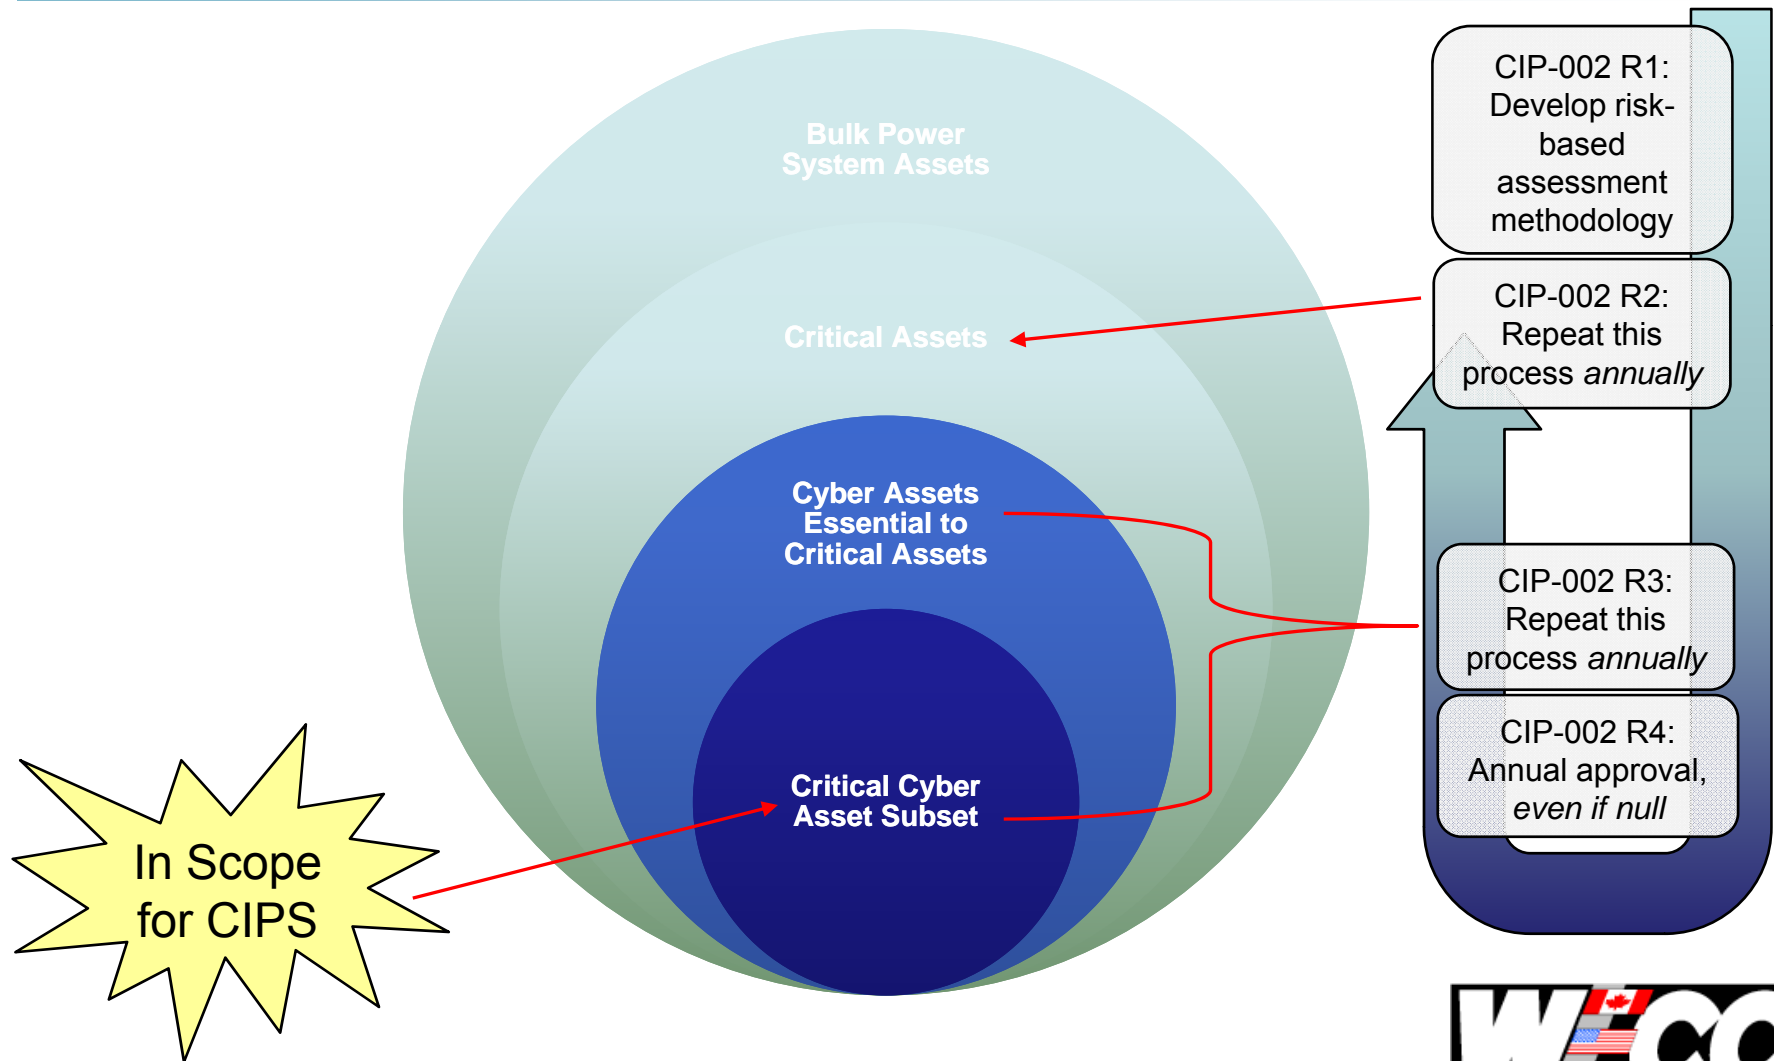 Bulk Power
System Assets
Critical Assets
Cyber Assets
Essential to
Critical Assets
Critical Cyber
Asset Subset
In Scope
for CIPS
CIP-002 R1:
Develop risk-
based
assessment
methodology
CIP-002 R2:
Repeat this
process annually
CIP-002 R3:
Repeat this
process annually
CIP-002 R4:
Annual approval,
even if null